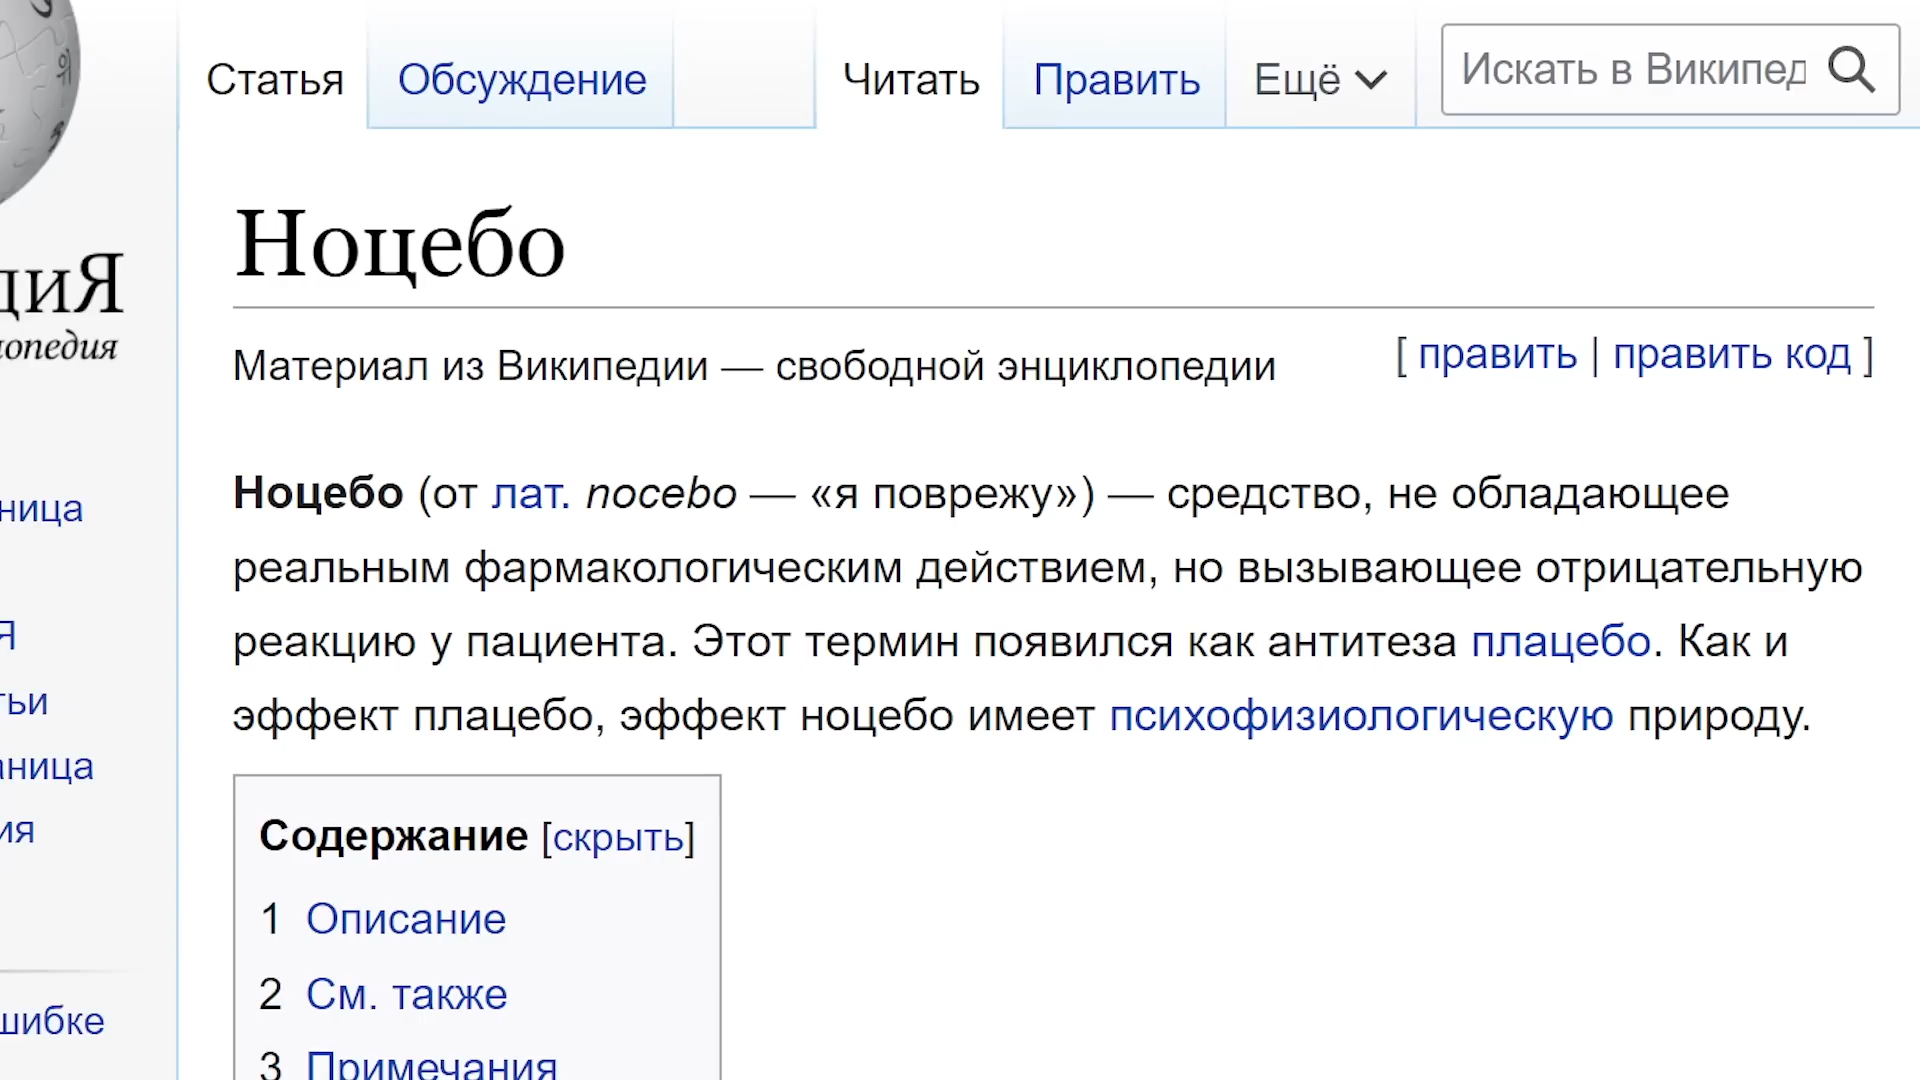 Статья Обсуждение Читать Править Ещё Искать в Википед
Ноцебо
Материал из Википедии — свободной энциклопедии [ править | править код ]
Ноцебо (от лат. nocebo — «я поврежу») — средство, не обладающее
реальным фармакологическим действием, но вызывающее отрицательную
реакцию у пациента. Этот термин появился как антитеза плацебо. Как и
эффект плацебо, эффект ноцебо имеет психофизиологическую природу.
Содержание [скрыть]
1 Описание
2 См. также
3 Примечания